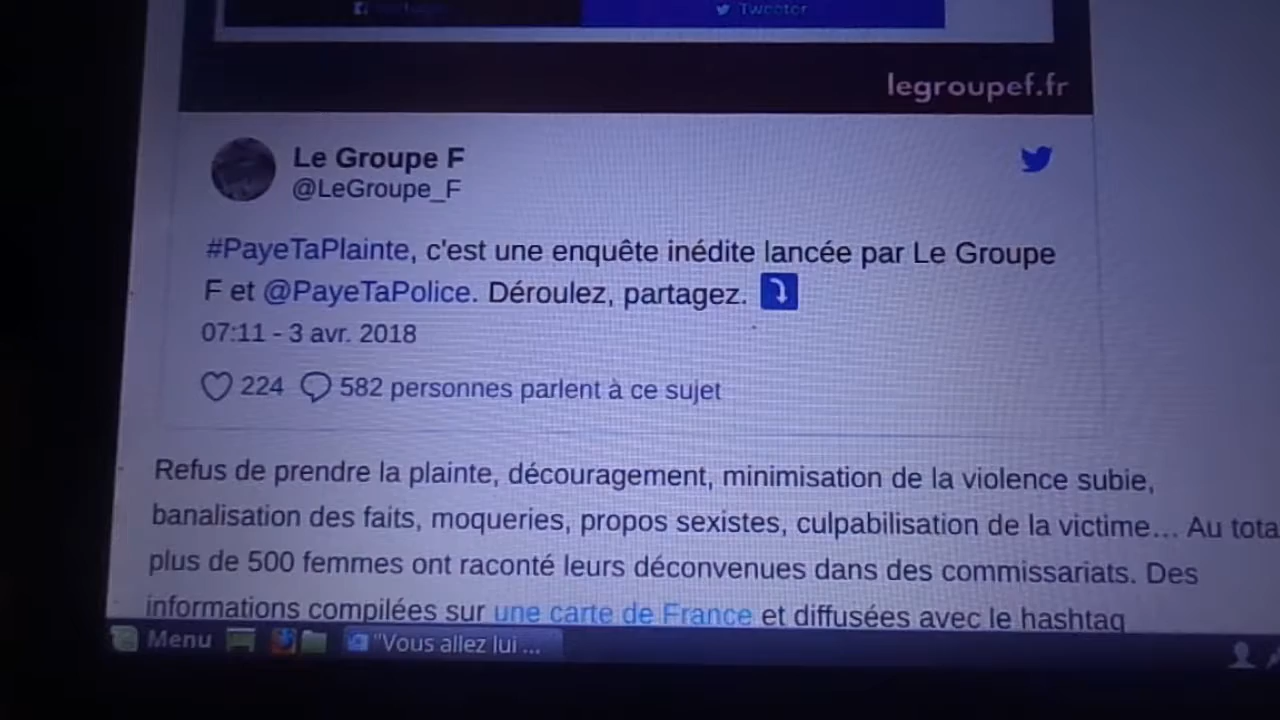 Tweeter
legroupef.fr
Le Groupe F
@LeGroupe_F
#PayeTaPlainte, c'est une enquête inédite lancée par Le Groupe
F et @PayeTaPolice. Déroulez, partagez.
07:11 - 3 avr. 2018
224 582 personnes parlent à ce sujet
Refus de prendre la plainte, découragement, minimisation de la violence subie,
banalisation des faits, moqueries, propos sexistes, culpabilisation de la victime… Au tota
plus de 500 femmes ont raconté leurs déconvenues dans des commissariats. Des
informations compilées sur une carte de France et diffusées avec le hashtag
Menu "Vous allez lui ...